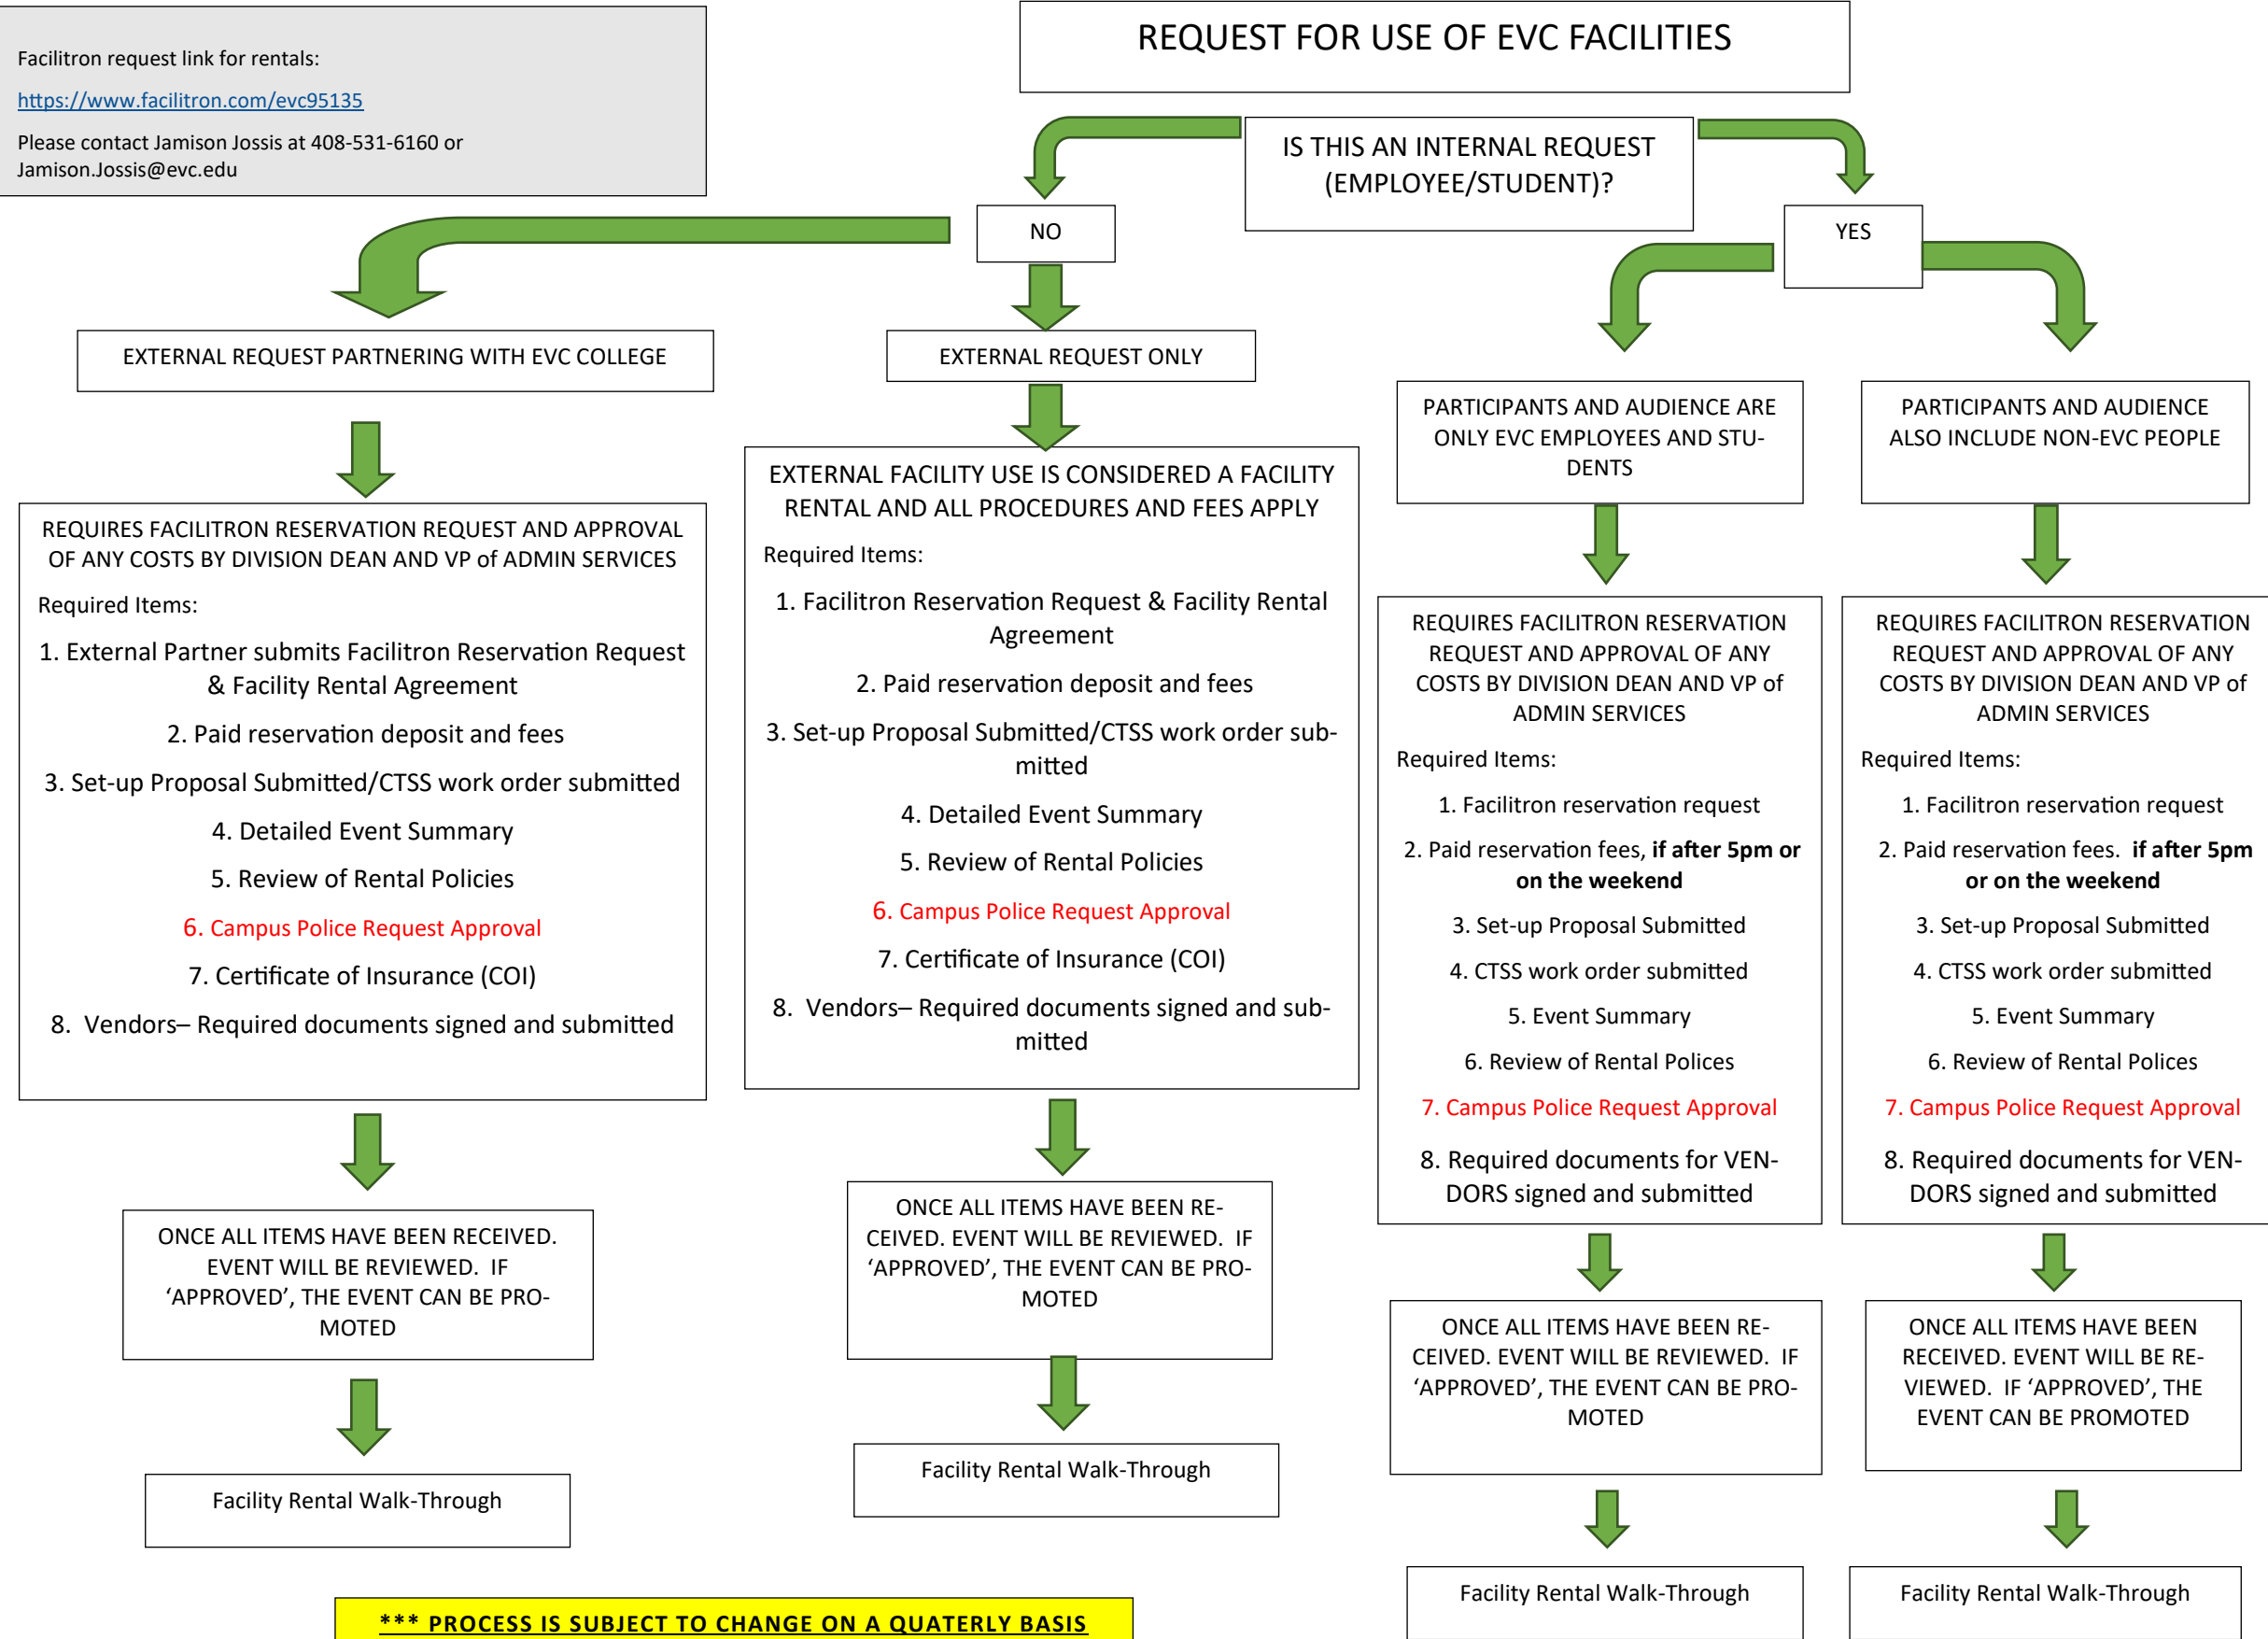 Facilitron request link for rentals:
https://www.facilitron.com/evc95135
Please contact Jamison Jossis at 408-531-6160 or
Jamison.Jossis@evc.edu
REQUEST FOR USE OF EVC FACILITIES
IS THIS AN INTERNAL REQUEST
(EMPLOYEE/STUDENT)?
NO
YES
EXTERNAL REQUEST PARTNERING WITH EVC COLLEGE
REQUIRES FACILITRON RESERVATION REQUEST AND APPROVAL
OF ANY COSTS BY DIVISION DEAN AND VP of ADMIN SERVICES
Required Items:
1. External Partner submits Facilitron Reservation Request
& Facility Rental Agreement
2. Paid reservation deposit and fees
3. Set-up Proposal Submitted/CTSS work order submitted
4. Detailed Event Summary
5. Review of Rental Policies
6. Campus Police Request Approval
7. Certificate of Insurance (COI)
8.  Vendors– Required documents signed and submitted
ONCE ALL ITEMS HAVE BEEN RECEIVED.
EVENT WILL BE REVIEWED.  IF
‘APPROVED’, THE EVENT CAN BE PRO-
MOTED
Facility Rental Walk-Through
EXTERNAL REQUEST ONLY
EXTERNAL FACILITY USE IS CONSIDERED A FACILITY
RENTAL AND ALL PROCEDURES AND FEES APPLY
Required Items:
1. Facilitron Reservation Request & Facility Rental
Agreement
2. Paid reservation deposit and fees
3. Set-up Proposal Submitted/CTSS work order sub-
mitted
4. Detailed Event Summary
5. Review of Rental Policies
6. Campus Police Request Approval
7. Certificate of Insurance (COI)
8.  Vendors– Required documents signed and sub-
mitted
ONCE ALL ITEMS HAVE BEEN RE-
CEIVED. EVENT WILL BE REVIEWED.  IF
‘APPROVED’, THE EVENT CAN BE PRO-
MOTED
Facility Rental Walk-Through
PARTICIPANTS AND AUDIENCE ARE
ONLY EVC EMPLOYEES AND STU-
DENTS
REQUIRES FACILITRON RESERVATION
REQUEST AND APPROVAL OF ANY
COSTS BY DIVISION DEAN AND VP of
ADMIN SERVICES
Required Items:
1. Facilitron reservation request
2. Paid reservation fees, if after 5pm or
on the weekend
3. Set-up Proposal Submitted
4. CTSS work order submitted
5. Event Summary
6. Review of Rental Polices
7. Campus Police Request Approval
8. Required documents for VEN-
DORS signed and submitted
ONCE ALL ITEMS HAVE BEEN RE-
CEIVED. EVENT WILL BE REVIEWED.  IF
‘APPROVED’, THE EVENT CAN BE PRO-
MOTED
Facility Rental Walk-Through
PARTICIPANTS AND AUDIENCE
ALSO INCLUDE NON-EVC PEOPLE
REQUIRES FACILITRON RESERVATION
REQUEST AND APPROVAL OF ANY
COSTS BY DIVISION DEAN AND VP of
ADMIN SERVICES
Required Items:
1. Facilitron reservation request
2. Paid reservation fees.  if after 5pm
or on the weekend
3. Set-up Proposal Submitted
4. CTSS work order submitted
5. Event Summary
6. Review of Rental Polices
7. Campus Police Request Approval
8. Required documents for VEN-
DORS signed and submitted
ONCE ALL ITEMS HAVE BEEN
RECEIVED. EVENT WILL BE RE-
VIEWED.  IF ‘APPROVED’, THE
EVENT CAN BE PROMOTED
Facility Rental Walk-Through
*** PROCESS IS SUBJECT TO CHANGE ON A QUATERLY BASIS